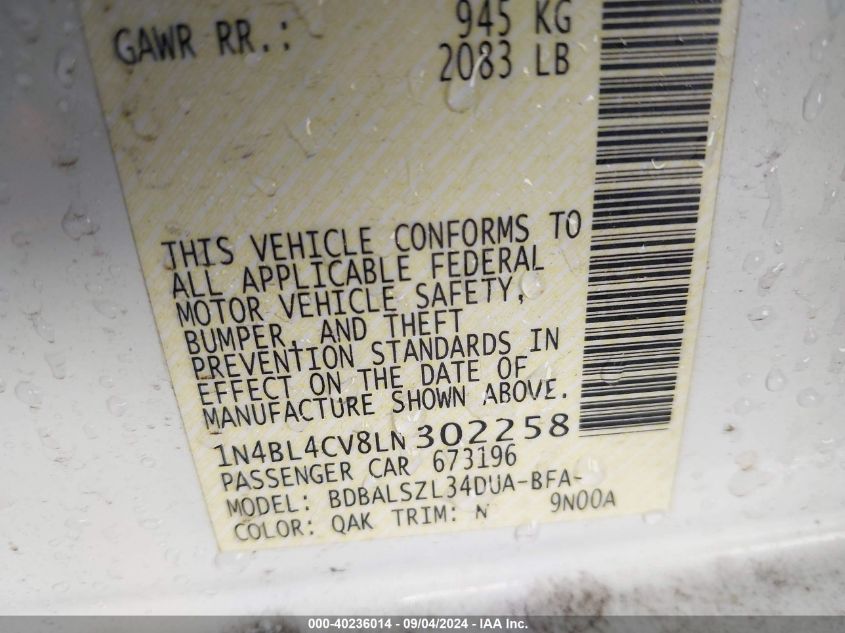 GAWR RR.: 945 KG
2083 LB
THIS VEHICLE CONFORMS TO
ALL APPLICABLE FEDERAL
MOTOR VEHICLE SAFETY,
BUMPER, AND THEFT
PREVENTION STANDARDS IN
EFFECT ON THE DATE OF
MANUFACTURE SHOWN ABOVE.
1N4BL4CV8LN302258
PASSENGER CAR 673196
MODEL: BDBALSZL34DUA-BFA-
COLOR: QAK TRIM: N 9N00A
000-40236014 - 09/04/2024 - IAA Inc.